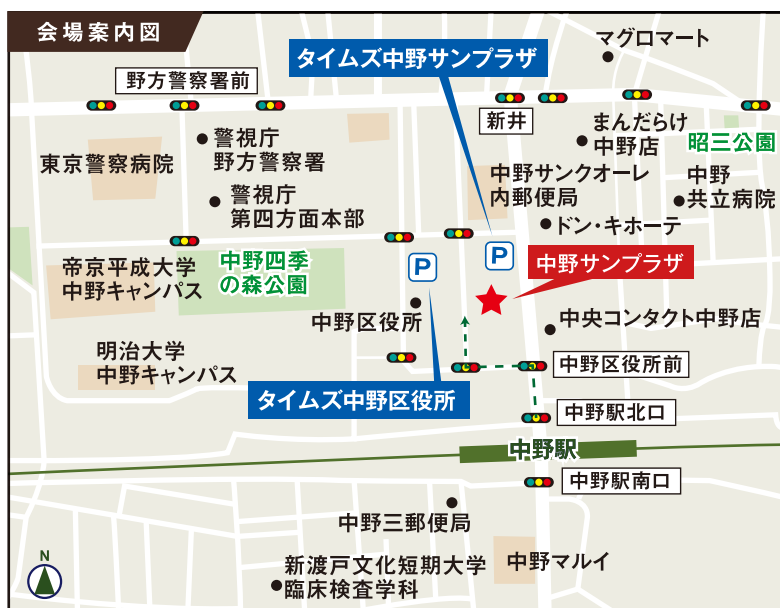 会場案内図
マグロマート
タイムズ中野サンプラザ
野方警察署前
新井
まんだらけ
中野店
昭三公園
警視庁
野方警察署
東京警察病院
中野サンクオーレ
内郵便局
中野
共立病院
警視庁
第四方面本部
ドン・キホーテ
P
P
中野サンプラザ
帝京平成大学
中野キャンパス
中野四季
の森公園
中野区役所
中央コンタクト中野店
明治大学
中野キャンパス
中野区役所前
タイムズ中野区役所
中野駅北口
中野駅
中野駅南口
中野三郵便局
新渡戸文化短期大学
臨床検査学科
中野マルイ
N